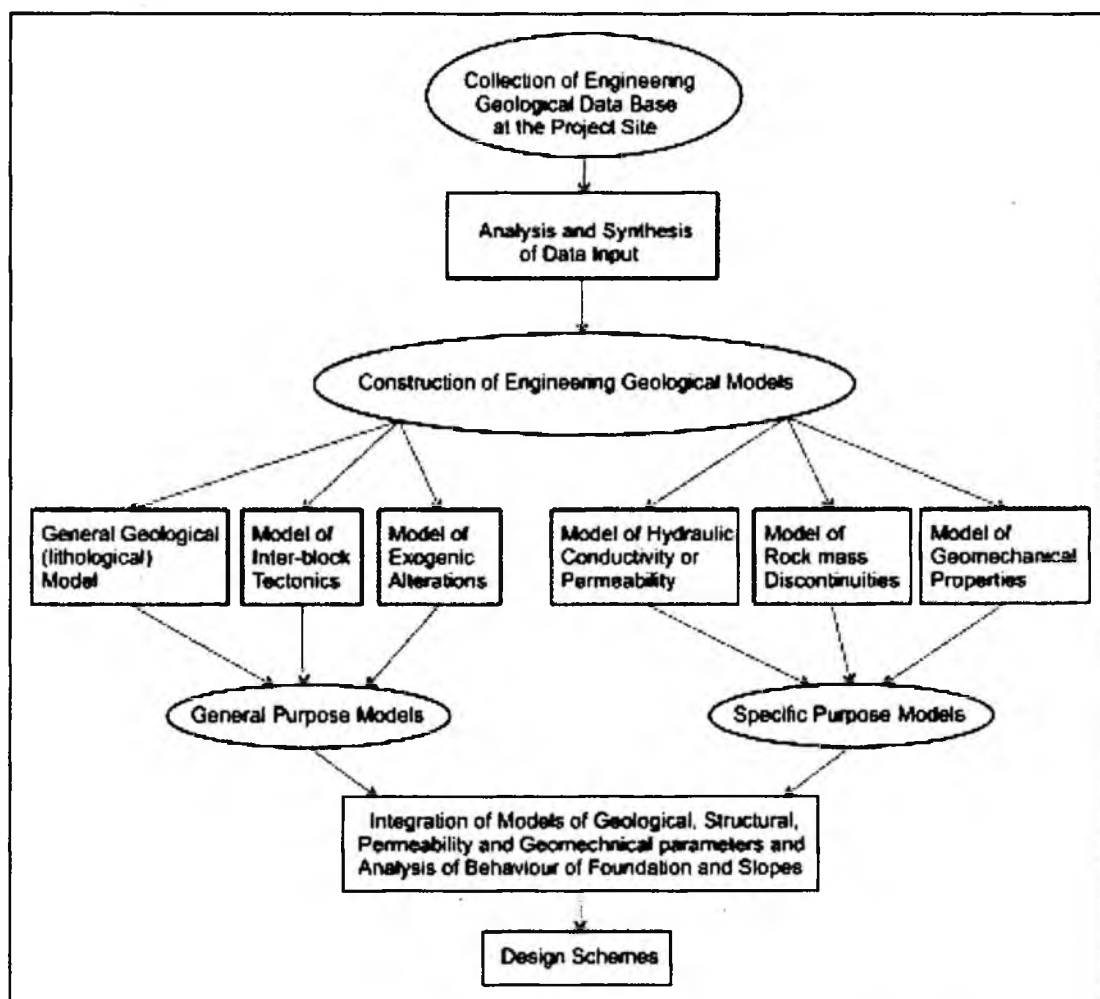 Collection of Engineering
Geological Data Base
at the Project Site
Analysis and Synthesis
of Data Input
Construction of Engineering Geological Models
General Geological
(lithological)
Model
Model of
Inter-block
Tectonics
Model of
Exogenic
Alterations
Model of Hydraulic
Conductivity or
Permeability
Model of
Rock mass
Discontinuities
Model of
Geomechanical
Properties
General Purpose Models
Specific Purpose Models
Integration of Models of Geological, Structural,
Permeability and Geomechnical parameters and
Analysis of Behaviour of Foundation and Slopes
Design Schemes